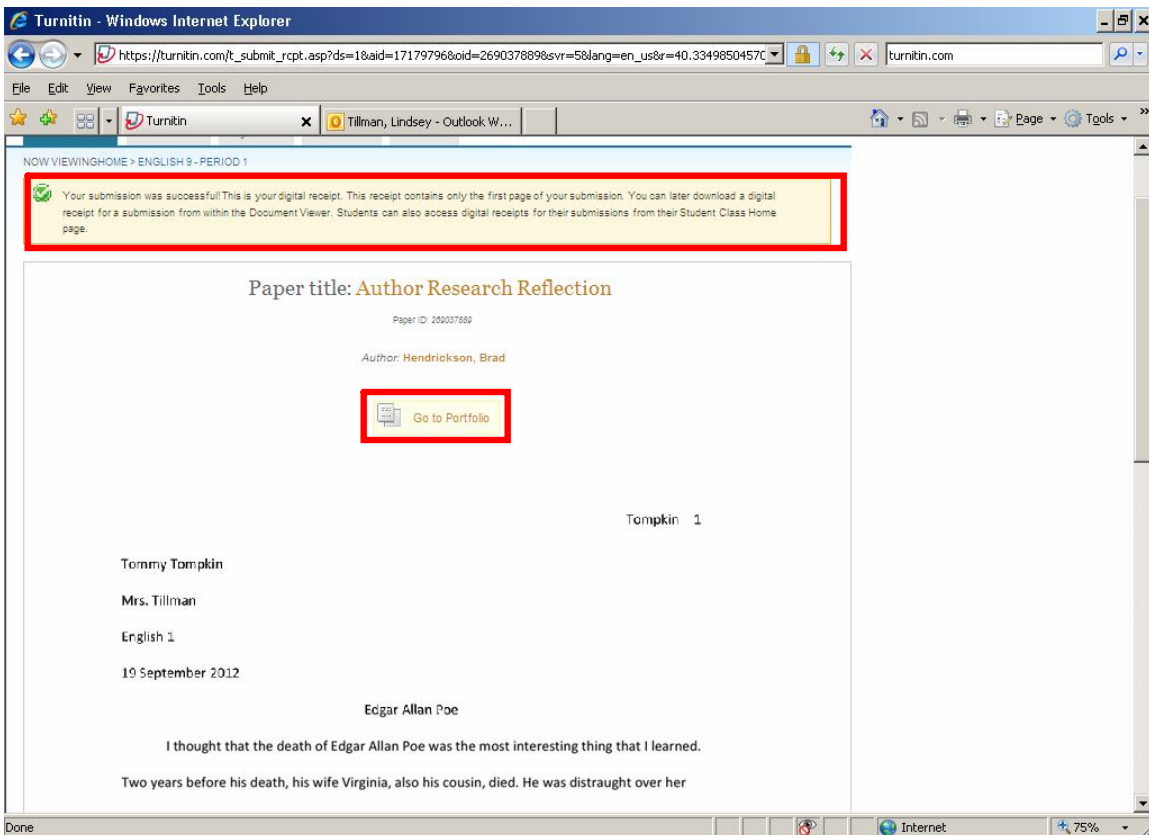 Turnitin - Windows Internet Explorer
https://turnitin.com/t_submit_rcpt.asp?ds=1&aid=17179796&oid=269037889&svr=5&lang=en_us&r=40.3349850457C
turnitin.com
File Edit View Favorites Tools Help
Turnitin
Tillman, Lindsey - Outlook W...
Page Tools
NOW VIEWINGHOME > ENGLISH 9 - PERIOD 1
Your submission was successful! This is your digital receipt. This receipt contains only the first page of your submission. You can later download a digital
receipt for a submission from within the Document Viewer. Students can also access digital receipts for their submissions from their Student Class Home
page.
Paper title: Author Research Reflection
Paper ID: 269037889
Author: Hendrickson, Brad
Go to Portfolio
Tompkin 1
Tommy Tompkin
Mrs. Tillman
English 1
19 September 2012
Edgar Allan Poe
I thought that the death of Edgar Allan Poe was the most interesting thing that I learned.
Two years before his death, his wife Virginia, also his cousin, died. He was distraught over her
Done
Internet
75%